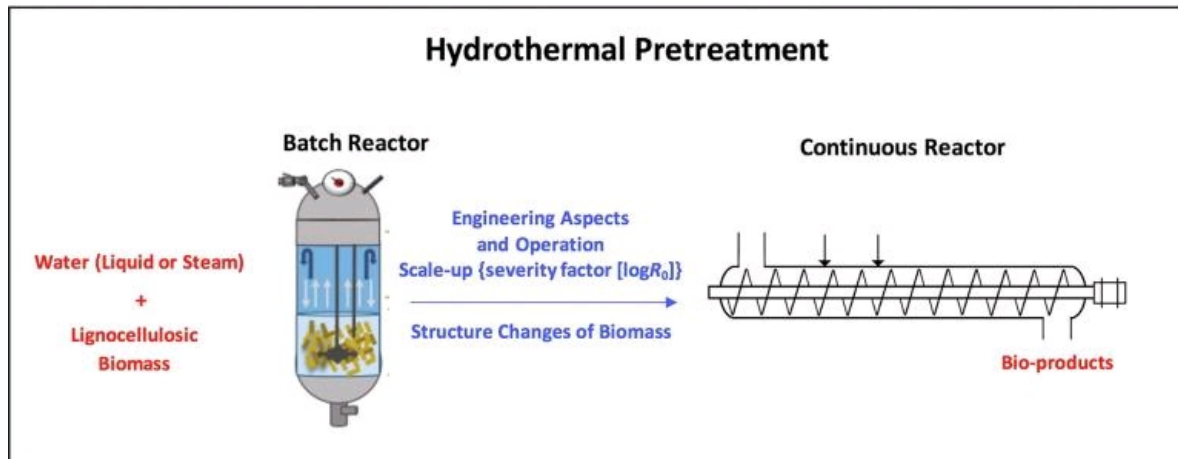 Hydrothermal Pretreatment
Batch Reactor
Continuous Reactor
Water (Liquid or Steam)
+
Lignocellulosic
Biomass
Engineering Aspects
and Operation
Scale-up {severity factor [logR₀]}
Structure Changes of Biomass
Bio-products